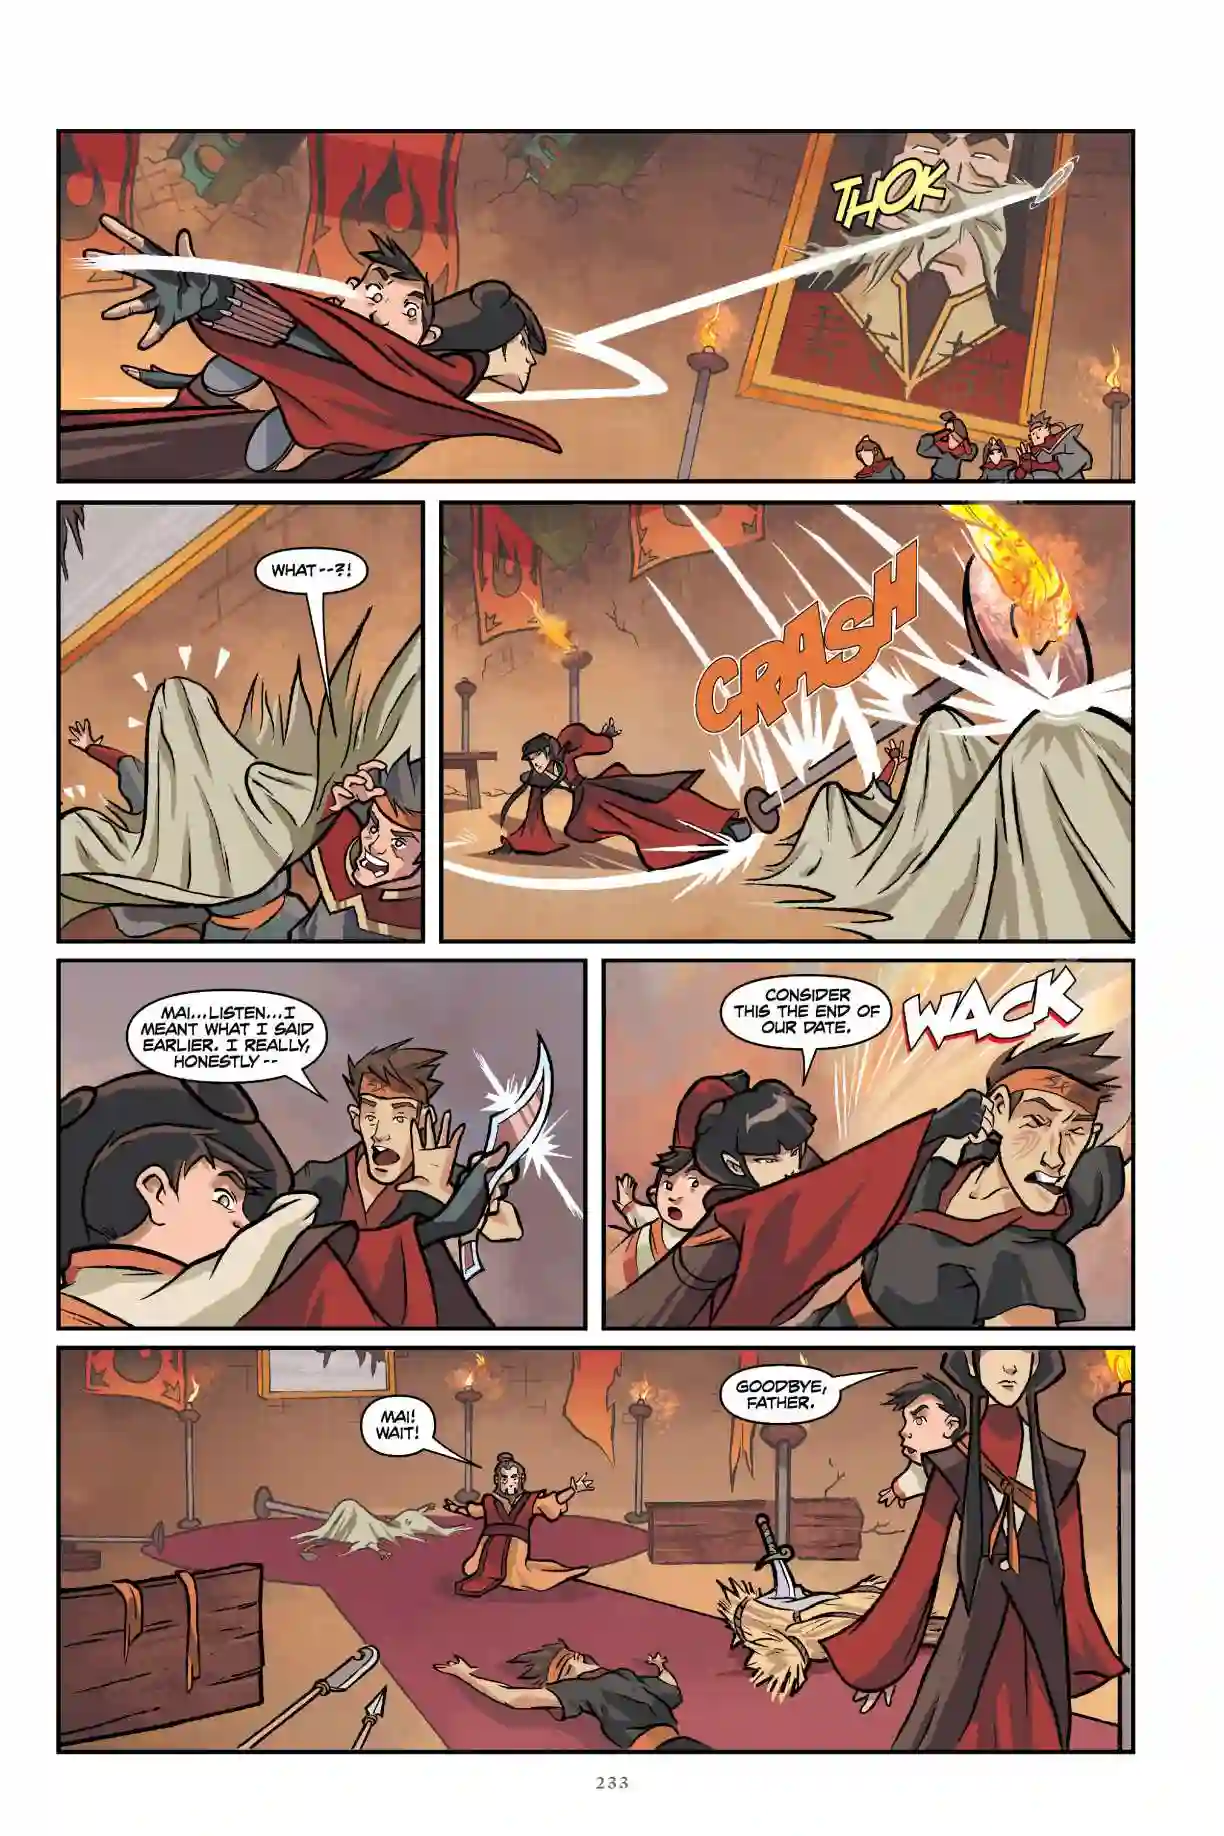 THOK
WHAT--?!
CRASH
MAI...LISTEN...I
MEANT WHAT I SAID
EARLIER. I REALLY,
HONESTLY--
CONSIDER
THIS THE END OF
OUR DATE.
WACK
MAI!
WAIT!
GOODBYE,
FATHER.
233